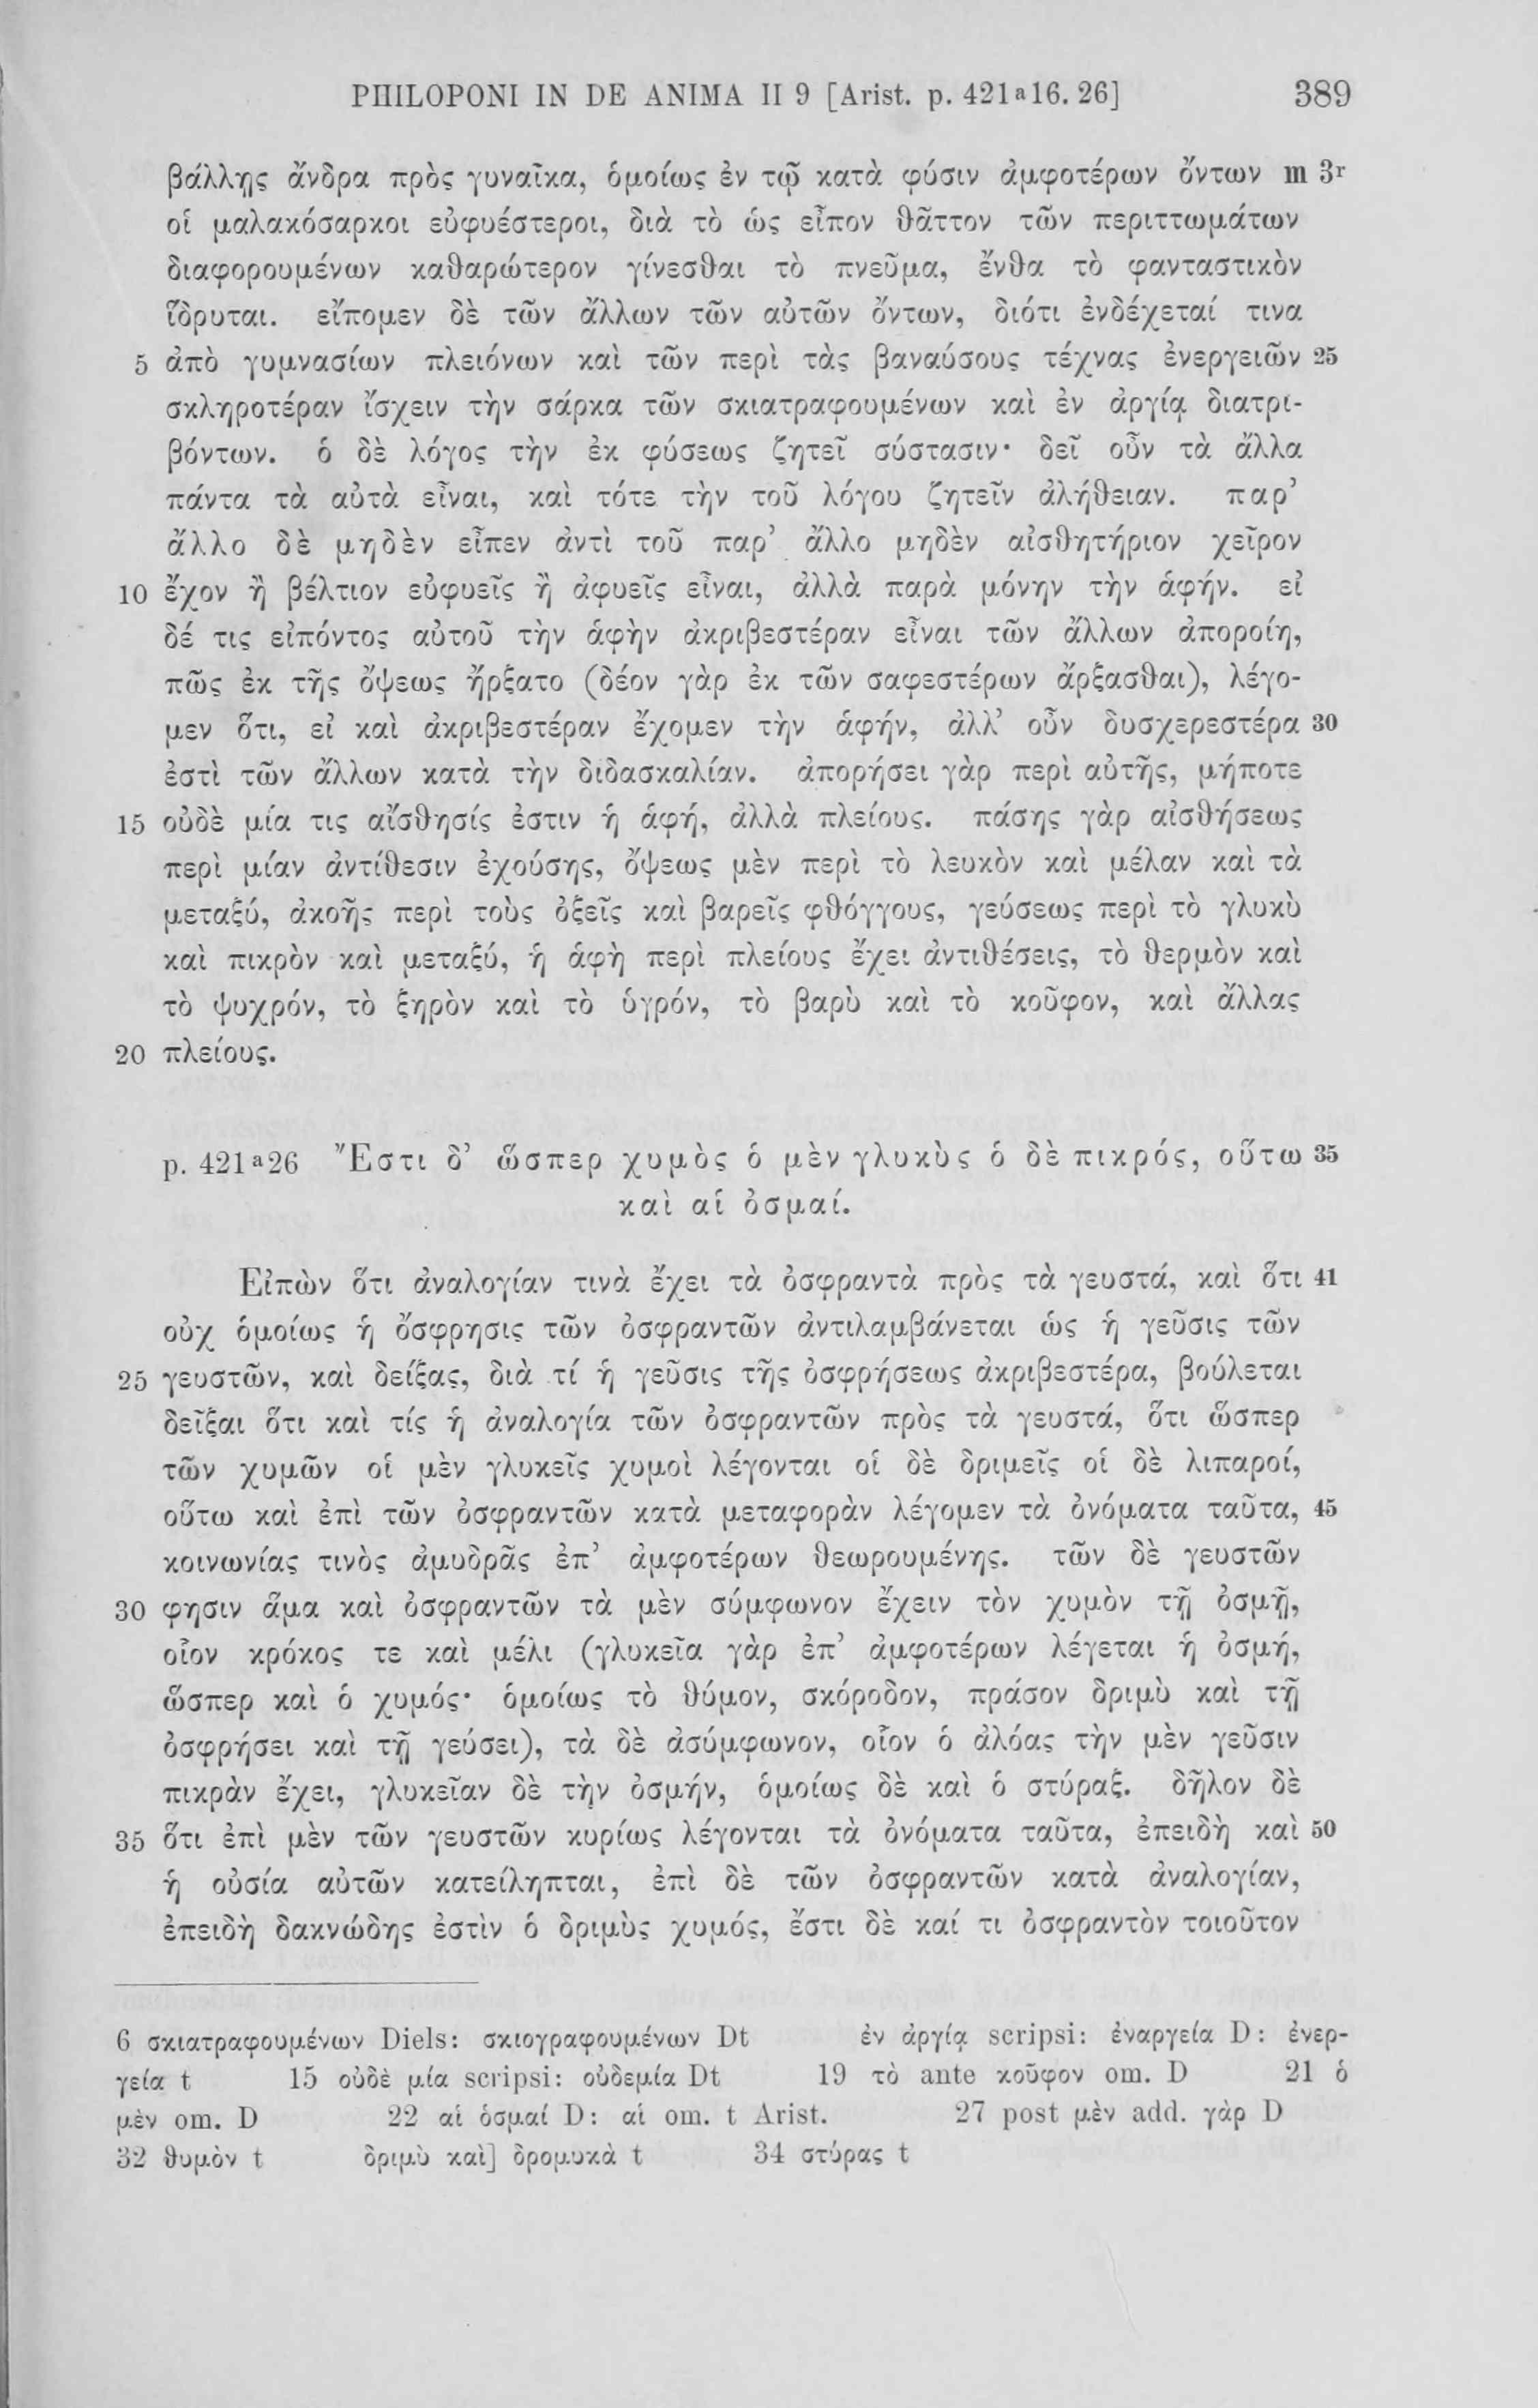 PHILOPONI IN DE ANIMA II 9 [Arist. p. 421ª16. 26] 389
βάλλῃς ἄνδρα πρὸς γυναῖκα, ὁμοίως ἐν τῷ κατὰ φύσιν ἀμφοτέρων ὄντων m 3r
οἱ μαλακόσαρκοι εὐφυέστεροι, διὰ τὸ ὡς εἶπον θᾶττον τῶν περιττωμάτων
διαφορουμένων καθαρώτερον γίνεσθαι τὸ πνεῦμα, ἔνθα τὸ φανταστικὸν
ἵδρυται. εἴπομεν δὲ τῶν ἄλλων τῶν αὐτῶν ὄντων, διότι ἐνδέχεταί τινα
5 ἀπὸ γυμνασίων πλειόνων καὶ τῶν περὶ τὰς βαναύσους τέχνας ἐνεργειῶν 25
σκληροτέραν ἴσχειν τὴν σάρκα τῶν σκιατραφουμένων καὶ ἐν ἀργίᾳ διατρι-
βόντων. ὁ δὲ λόγος τὴν ἐκ φύσεως ζητεῖ σύστασιν· δεῖ οὖν τὰ ἄλλα
πάντα τὰ αὐτὰ εἶναι, καὶ τότε τὴν τοῦ λόγου ζητεῖν ἀλήθειαν. παρ’
ἄλλο δὲ μηδὲν εἶπεν ἀντὶ τοῦ παρ’ ἄλλο μηδὲν αἰσθητήριον χεῖρον
10 ἔχον ἢ βέλτιον εὐφυεῖς ἢ ἀφυεῖς εἶναι, ἀλλὰ παρὰ μόνην τὴν ἁφήν. εἰ
δέ τις εἰπόντος αὐτοῦ τὴν ἁφὴν ἀκριβεστέραν εἶναι τῶν ἄλλων ἀποροίη,
πῶς ἐκ τῆς ὄψεως ἤρξατο (δέον γὰρ ἐκ τῶν σαφεστέρων ἄρξασθαι), λέγο-
μεν ὅτι, εἰ καὶ ἀκριβεστέραν ἔχομεν τὴν ἁφήν, ἀλλ’ οὖν δυσχερεστέρα 30
ἐστὶ τῶν ἄλλων κατὰ τὴν διδασκαλίαν. ἀπορήσει γὰρ περὶ αὐτῆς, μήποτε
15 οὐδὲ μία τις αἴσθησίς ἐστιν ἡ ἁφή, ἀλλὰ πλείους. πάσης γὰρ αἰσθήσεως
περὶ μίαν ἀντίθεσιν ἐχούσης, ὄψεως μὲν περὶ τὸ λευκὸν καὶ μέλαν καὶ τὰ
μεταξύ, ἀκοῆς περὶ τοὺς ὀξεῖς καὶ βαρεῖς φθόγγους, γεύσεως περὶ τὸ γλυκὺ
καὶ πικρὸν καὶ μεταξύ, ἡ ἁφὴ περὶ πλείους ἔχει ἀντιθέσεις, τὸ θερμὸν καὶ
τὸ ψυχρόν, τὸ ξηρὸν καὶ τὸ ὑγρόν, τὸ βαρὺ καὶ τὸ κοῦφον, καὶ ἄλλας
20 πλείους.
p. 421ª26 Ἔστι δ’ ὥσπερ χυμὸς ὁ μὲν γλυκὺς ὁ δὲ πικρός, οὕτω 35
καὶ αἱ ὀσμαί.
Εἰπὼν ὅτι ἀναλογίαν τινὰ ἔχει τὰ ὀσφραντὰ πρὸς τὰ γευστά, καὶ ὅτι 41
οὐχ ὁμοίως ἡ ὄσφρησις τῶν ὀσφραντῶν ἀντιλαμβάνεται ὡς ἡ γεῦσις τῶν
25 γευστῶν, καὶ δείξας, διὰ τί ἡ γεῦσις τῆς ὀσφρήσεως ἀκριβεστέρα, βούλεται
δεῖξαι ὅτι καὶ τίς ἡ ἀναλογία τῶν ὀσφραντῶν πρὸς τὰ γευστά, ὅτι ὥσπερ
τῶν χυμῶν οἱ μὲν γλυκεῖς χυμοὶ λέγονται οἱ δὲ δριμεῖς οἱ δὲ λιπαροί,
οὕτω καὶ ἐπὶ τῶν ὀσφραντῶν κατὰ μεταφορὰν λέγομεν τὰ ὀνόματα ταῦτα, 45
κοινωνίας τινὸς ἀμυδρᾶς ἐπ’ ἀμφοτέρων θεωρουμένης. τῶν δὲ γευστῶν
30 φησιν ἅμα καὶ ὀσφραντῶν τὰ μὲν σύμφωνον ἔχειν τὸν χυμὸν τῇ ὀσμῇ,
οἷον κρόκος τε καὶ μέλι (γλυκεῖα γὰρ ἐπ’ ἀμφοτέρων λέγεται ἡ ὀσμή,
ὥσπερ καὶ ὁ χυμός· ὁμοίως τὸ θύμον, σκόροδον, πράσον δριμὺ καὶ τῇ
ὀσφρήσει καὶ τῇ γεύσει), τὰ δὲ ἀσύμφωνον, οἷον ὁ ἀλόας τὴν μὲν γεῦσιν
πικρὰν ἔχει, γλυκεῖαν δὲ τὴν ὀσμήν, ὁμοίως δὲ καὶ ὁ στύραξ. δῆλον δὲ
35 ὅτι ἐπὶ μὲν τῶν γευστῶν κυρίως λέγονται τὰ ὀνόματα ταῦτα, ἐπειδὴ καὶ 50
ἡ οὐσία αὐτῶν κατείληπται, ἐπὶ δὲ τῶν ὀσφραντῶν κατὰ ἀναλογίαν,
ἐπειδὴ δακνώδης ἐστὶν ὁ δριμὺς χυμός, ἔστι δὲ καί τι ὀσφραντὸν τοιοῦτον
6 σκιατραφουμένων Diels: σκιογραφουμένων Dt ἐν ἀργίᾳ scripsi: ἐναργεία D: ἐνερ-
γεία t 15 οὐδὲ μία scripsi: οὐδεμία Dt 19 τὸ ante κοῦφον om. D 21 ὁ
μὲν om. D 22 αἱ ὀσμαί D: αἱ om. t Arist. 27 post μὲν add. γὰρ D
32 θυμὸν t δριμὺ καὶ] δρομυκὰ t 34 στύρας t